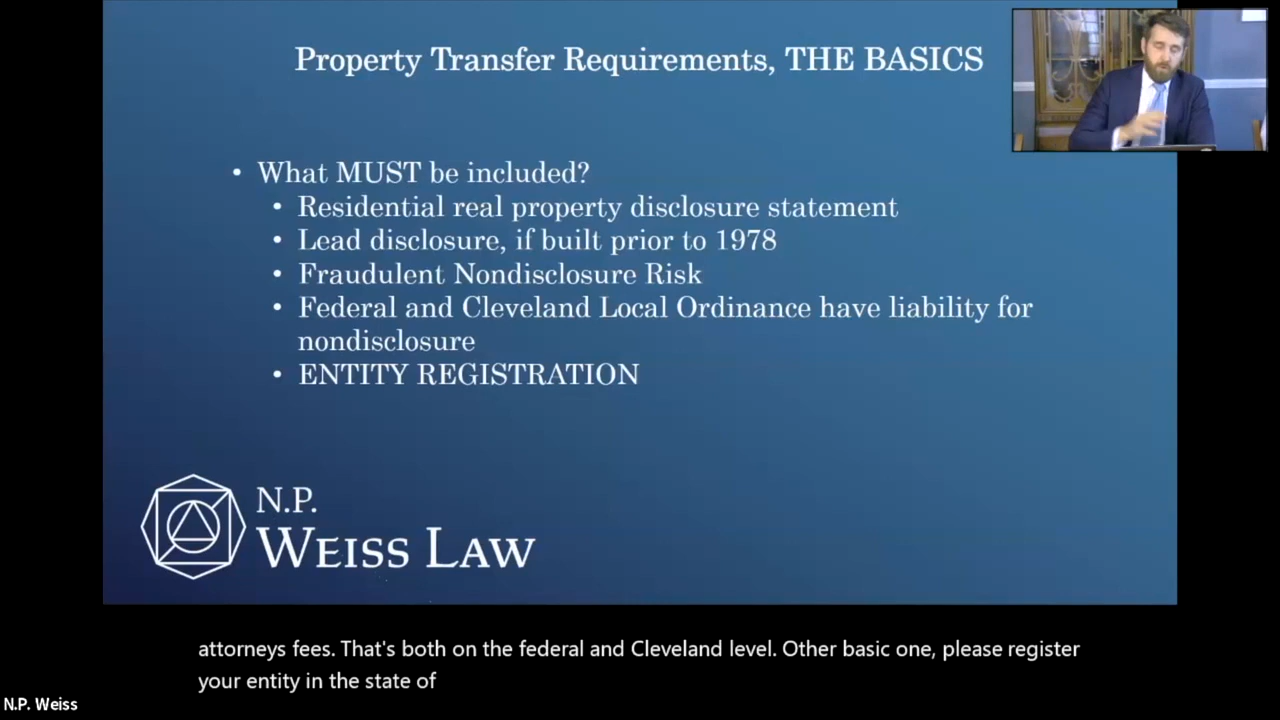 Property Transfer Requirements, THE BASICS
• What MUST be included?
• Residential real property disclosure statement
• Lead disclosure, if built prior to 1978
• Fraudulent Nondisclosure Risk
• Federal and Cleveland Local Ordinance have liability for
nondisclosure
• ENTITY REGISTRATION
N.P.
WEISS LAW
attorneys fees. That's both on the federal and Cleveland level. Other basic one, please register
your entity in the state of
N.P. Weiss